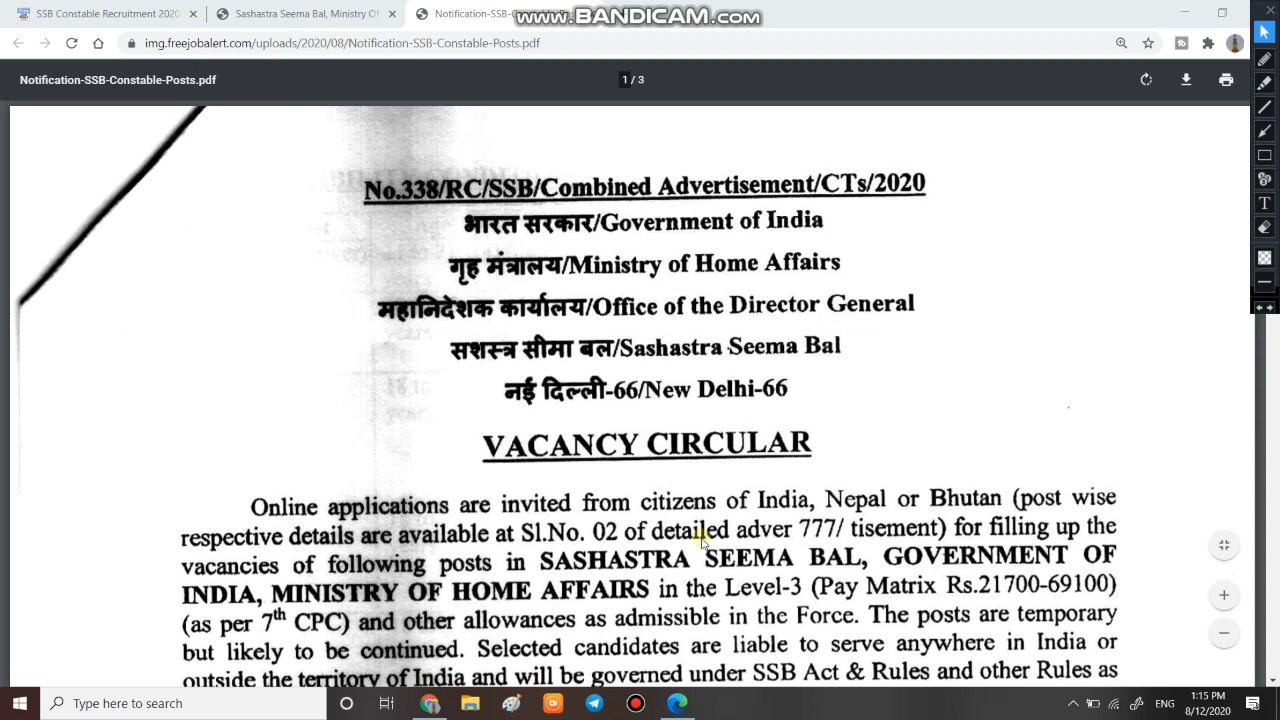 SSB Constable Recruitment 2020
Sashastra Seema Bal, Ministry Of
Notification-SSB-Constable-Pos
www.BANDICAM.com
img.freejobalert.com/uploads/2020/08/Notification-SSB-Constable-Posts.pdf
Notification-SSB-Constable-Posts.pdf
1 / 3
No.338/RC/SSB/Combined Advertisement/CTs/2020
भारत सरकार/Government of India
गृह मंत्रालय/Ministry of Home Affairs
महानिदेशक कार्यालय/Office of the Director General
सशस्त्र सीमा बल/Sashastra Seema Bal
नई दिल्ली-66/New Delhi-66
VACANCY CIRCULAR
Online applications are invited from citizens of India, Nepal or Bhutan (post wise
respective details are available at Sl.No. 02 of detailed adver 777/ tisement) for filling up the
vacancies of following posts in SASHASTRA SEEMA BAL, GOVERNMENT OF
INDIA, MINISTRY OF HOME AFFAIRS in the Level-3 (Pay Matrix Rs.21700-69100)
(as per 7th CPC) and other allowances as admissible in the Force. The posts are temporary
but likely to be continued. Selected candidates are liable to serve anywhere in India or
outside the territory of India and will be governed under SSB Act & Rules and other Rules as
Type here to search
ENG
1:15 PM
8/12/2020